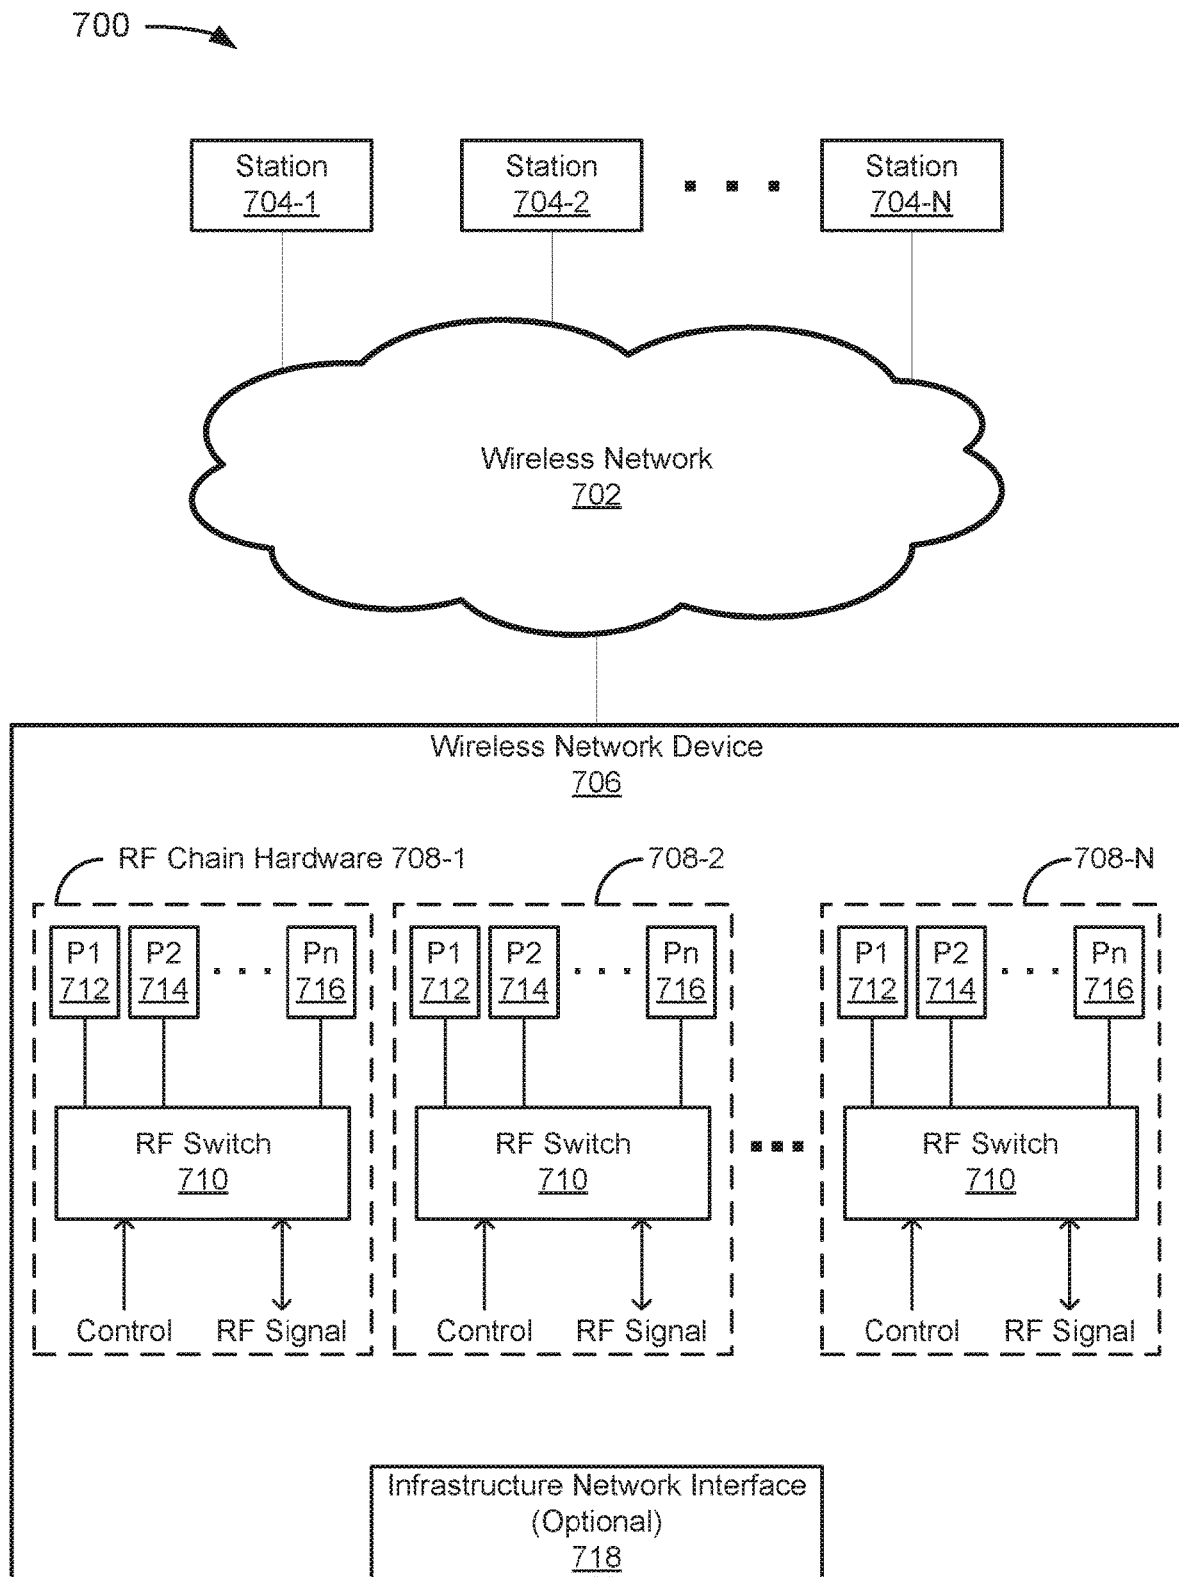 700
Station
704-1
Station
704-2
Station
704-N
Wireless Network
702
Wireless Network Device
706
RF Chain Hardware 708-1
708-2
708-N
P1
712
P2
714
Pn
716
P1
712
P2
714
Pn
716
P1
712
P2
714
Pn
716
RF Switch
710
RF Switch
710
RF Switch
710
Control
RF Signal
Control
RF Signal
Control
RF Signal
Infrastructure Network Interface
(Optional)
718